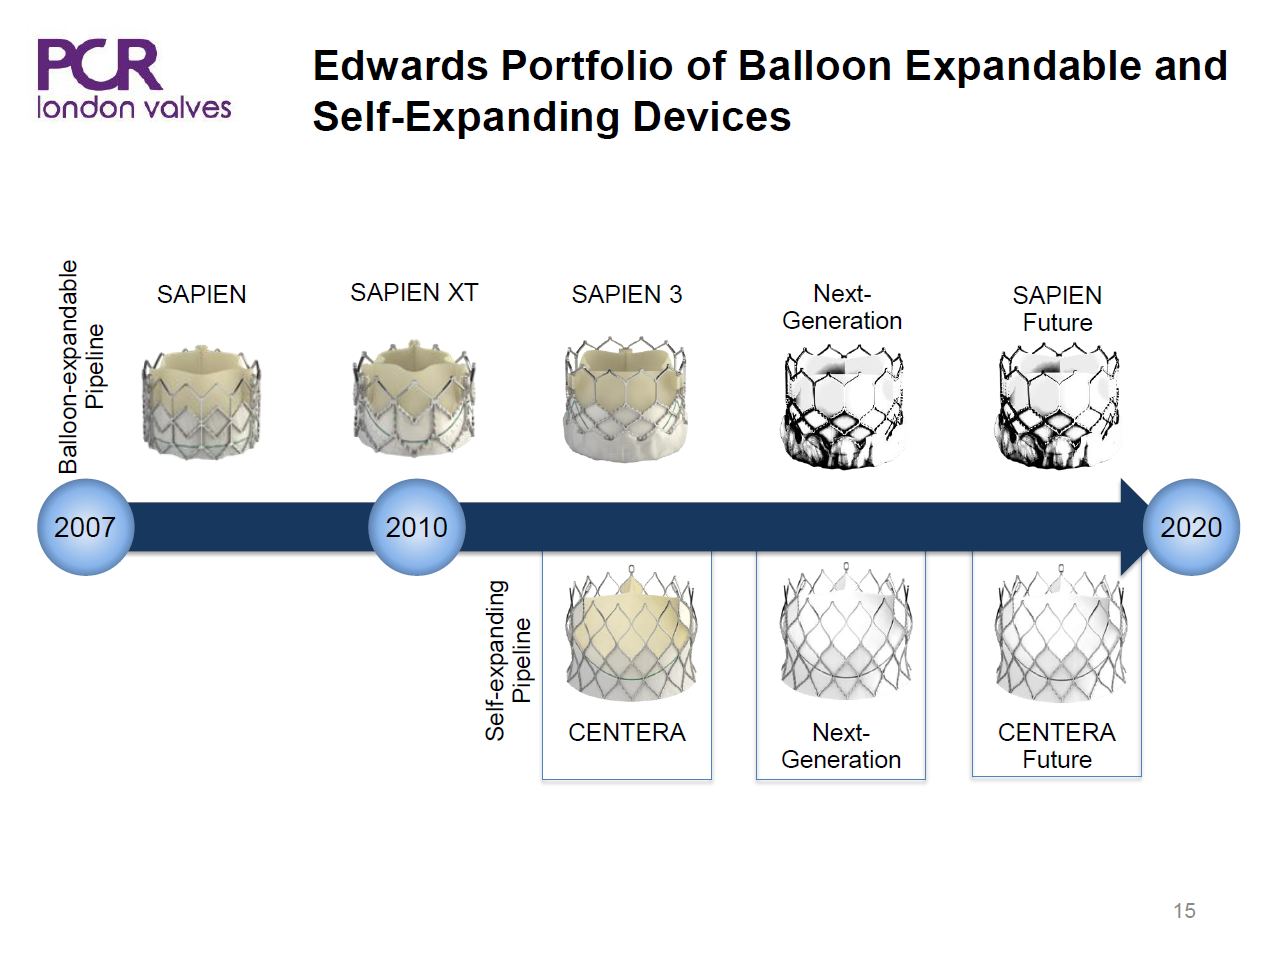 PCR
london valves
Edwards Portfolio of Balloon Expandable and
Self-Expanding Devices
Balloon-expandable
Pipeline
SAPIEN
SAPIEN XT
SAPIEN 3
Next-
Generation
SAPIEN
Future
2007
2010
2020
Self-expanding
Pipeline
CENTERA
Next-
Generation
CENTERA
Future
15